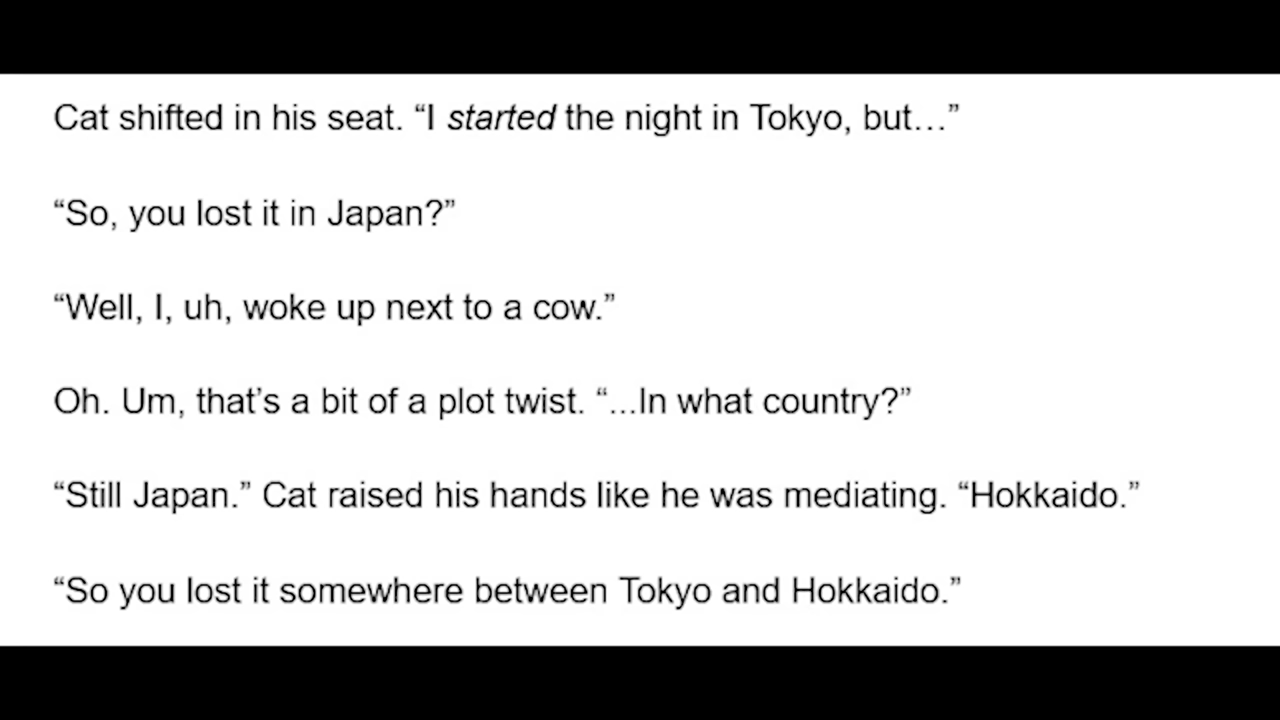 Cat shifted in his seat. “I started the night in Tokyo, but…”
“So, you lost it in Japan?”
“Well, I, uh, woke up next to a cow.”
Oh. Um, that’s a bit of a plot twist. “...In what country?”
“Still Japan.” Cat raised his hands like he was mediating. “Hokkaido.”
“So you lost it somewhere between Tokyo and Hokkaido.”